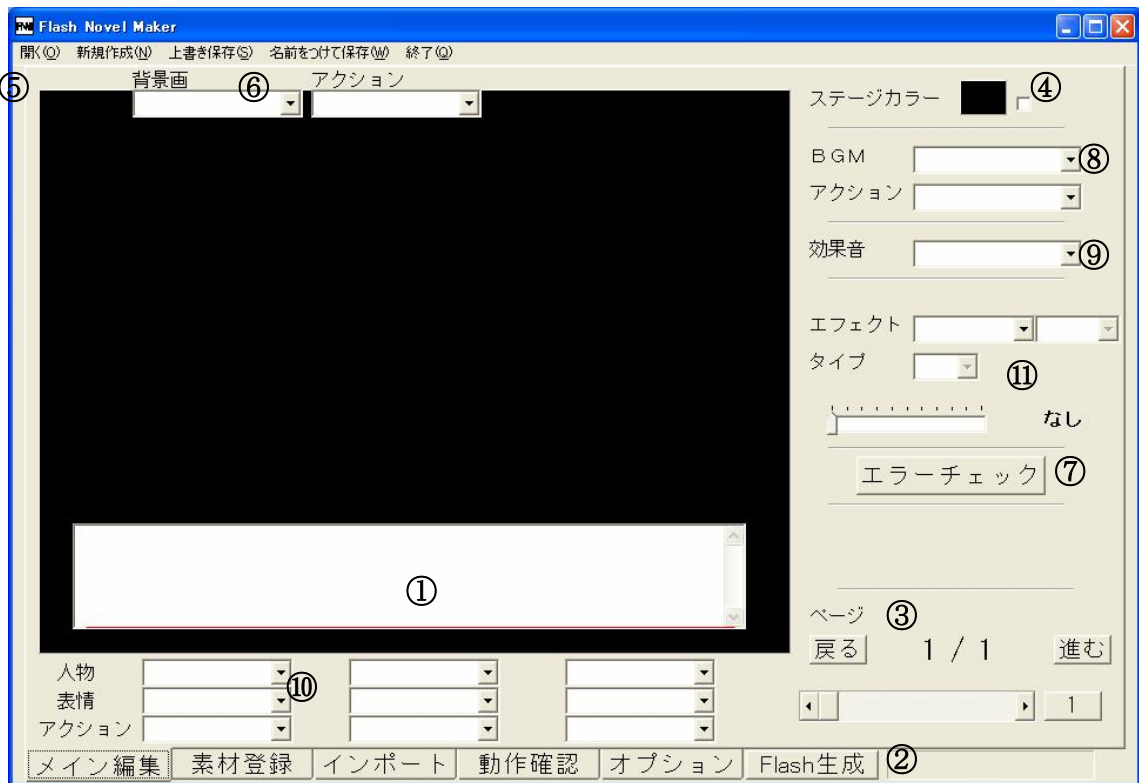 Flash Novel Maker
開く(O) 新規作成(N) 上書き保存(S) 名前をつけて保存(W) 終了(Q)
⑤ 背景画 ⑥ アクション
ステージカラー ④
BGM ⑧
アクション
効果音 ⑨
エフェクト
タイプ ⑪
なし
エラーチェック ⑦
①
ページ ③
戻る 1 / 1 進む
1
人物
表情 ⑩
アクション
メイン編集 素材登録 インポート 動作確認 オプション Flash生成 ②